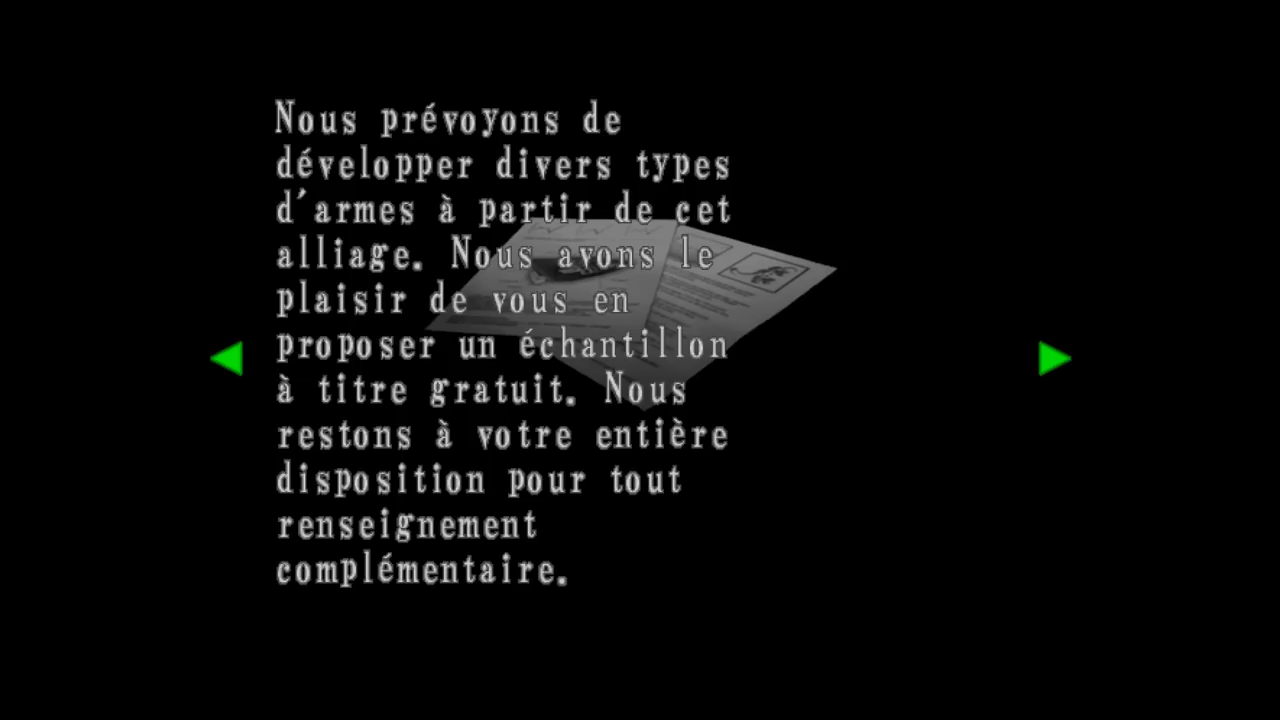 Nous prévoyons de
développer divers types
d'armes à partir de cet
alliage. Nous avons le
plaisir de vous en
proposer un échantillon
à titre gratuit. Nous
restons à votre entière
disposition pour tout
renseignement
complémentaire.